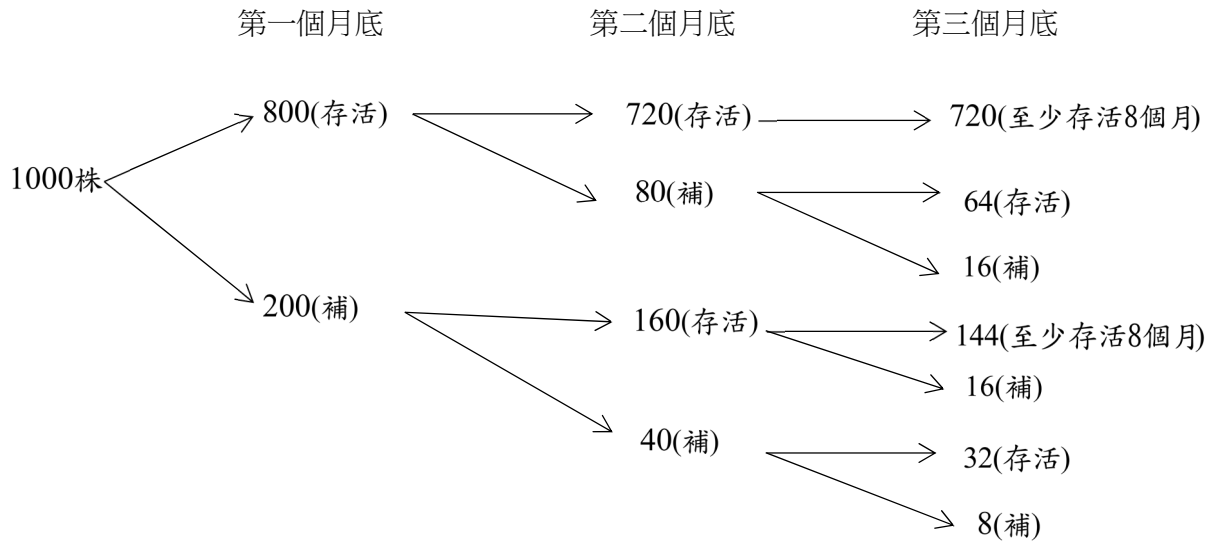 第一個月底 第二個月底 第三個月底
800(存活) 720(存活) 720(至少存活8個月)
1000株 80(補) 64(存活)
16(補)
200(補) 160(存活) 144(至少存活8個月)
16(補)
40(補) 32(存活)
8(補)